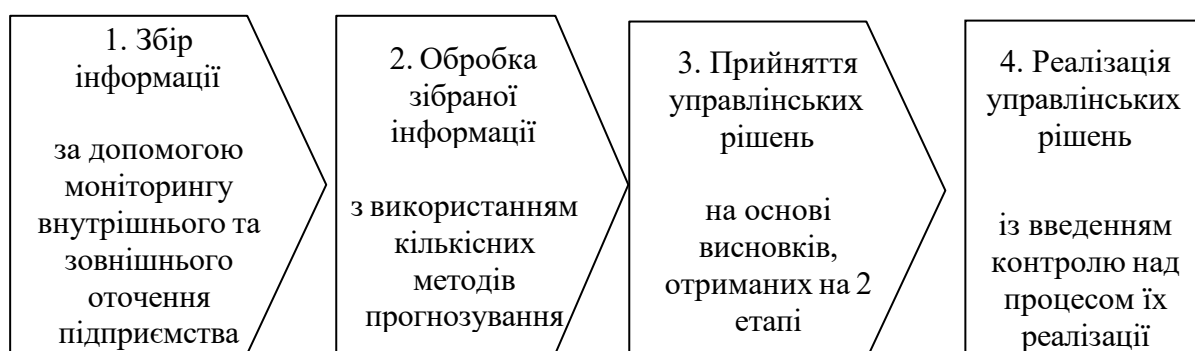 1. Збір
інформації
за допомогою
моніторингу
внутрішнього та
зовнішнього
оточення
підприємства
2. Обробка
зібраної
інформації
з використанням
кількісних
методів
прогнозування
3. Прийняття
управлінських
рішень
на основі
висновків,
отриманих на 2
етапі
4. Реалізація
управлінських
рішень
із введенням
контролю над
процесом їх
реалізації